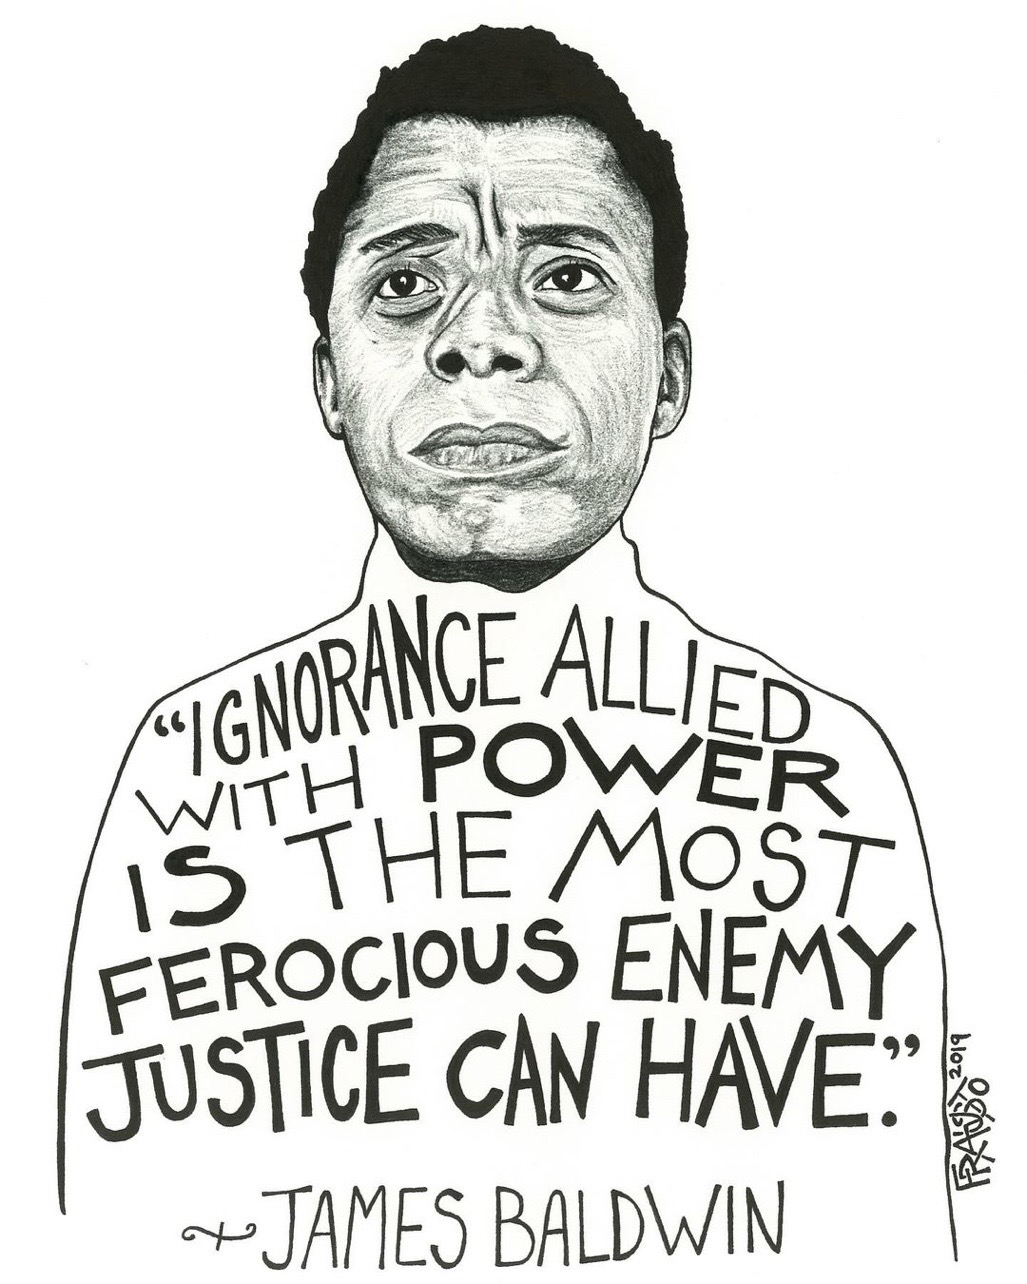 “IGNORANCE ALLIED
WITH POWER
IS THE MOST
FEROCIOUS ENEMY
JUSTICE CAN HAVE.”
~JAMES BALDWIN
FRAUSTO
2019